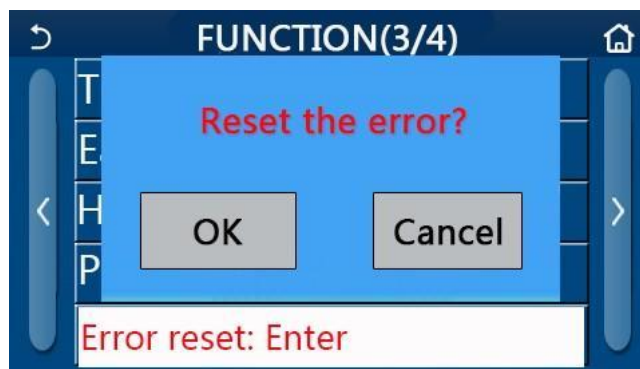 FUNCTION(3/4)
Reset the error?
OK
Cancel
Error reset: Enter